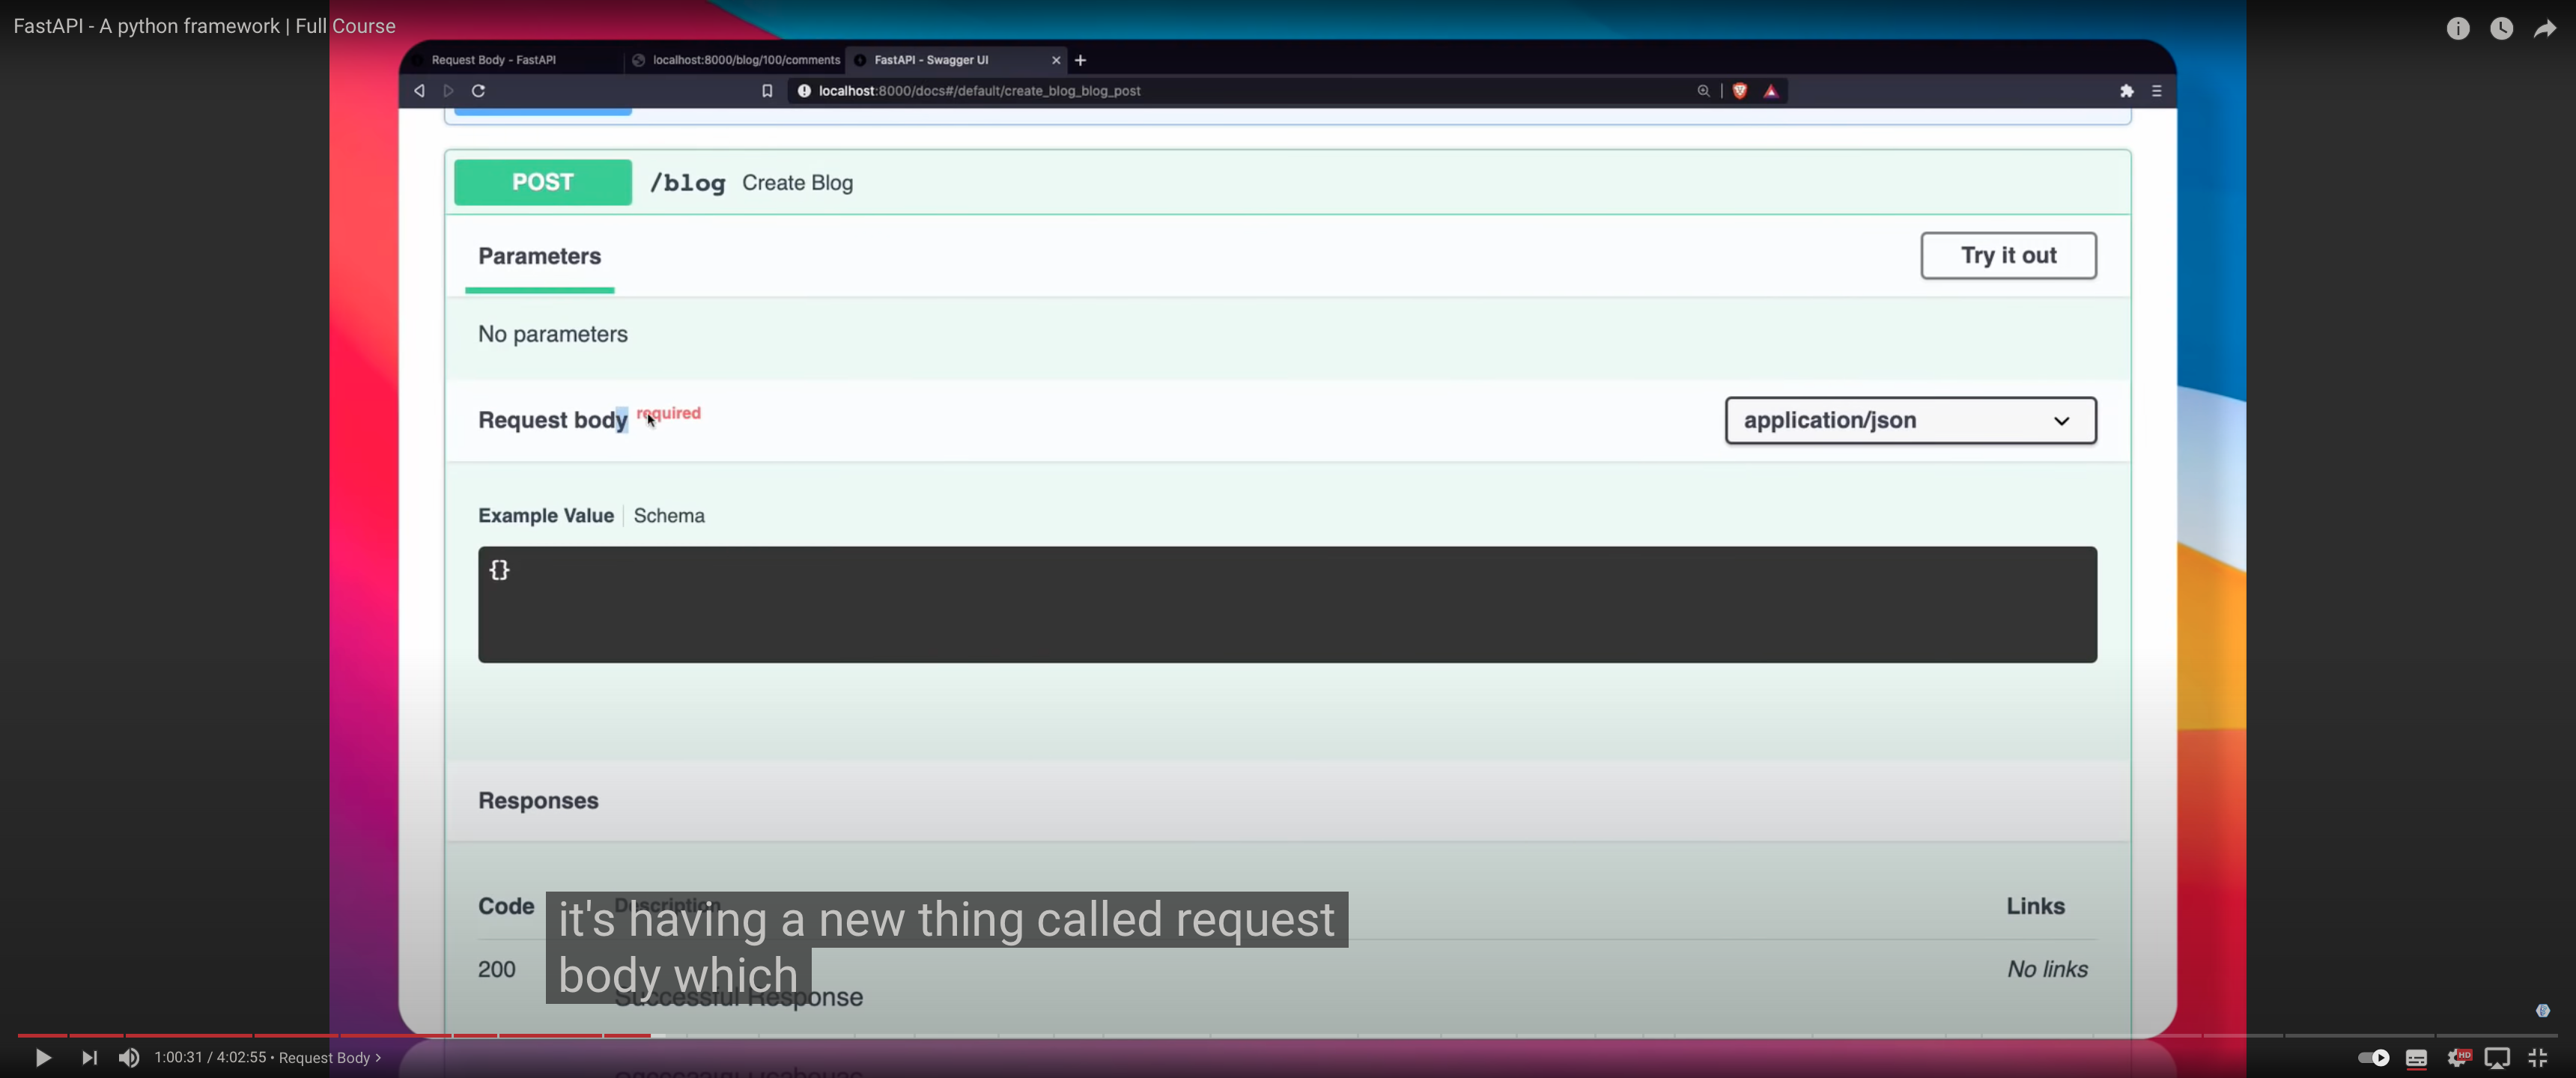 FastAPI - A python framework | Full Course
Request Body - FastAPI
localhost:8000/blog/100/comments
FastAPI - Swagger UI
localhost:8000/docs#/default/create_blog_blog_post
POST /blog Create Blog
Parameters
Try it out
No parameters
Request body required
application/json
Example Value Schema
{}
Responses
Code Description Links
it's having a new thing called request
body which
200 No links
Successful Response
1:00:31 / 4:02:55 • Request Body
HD